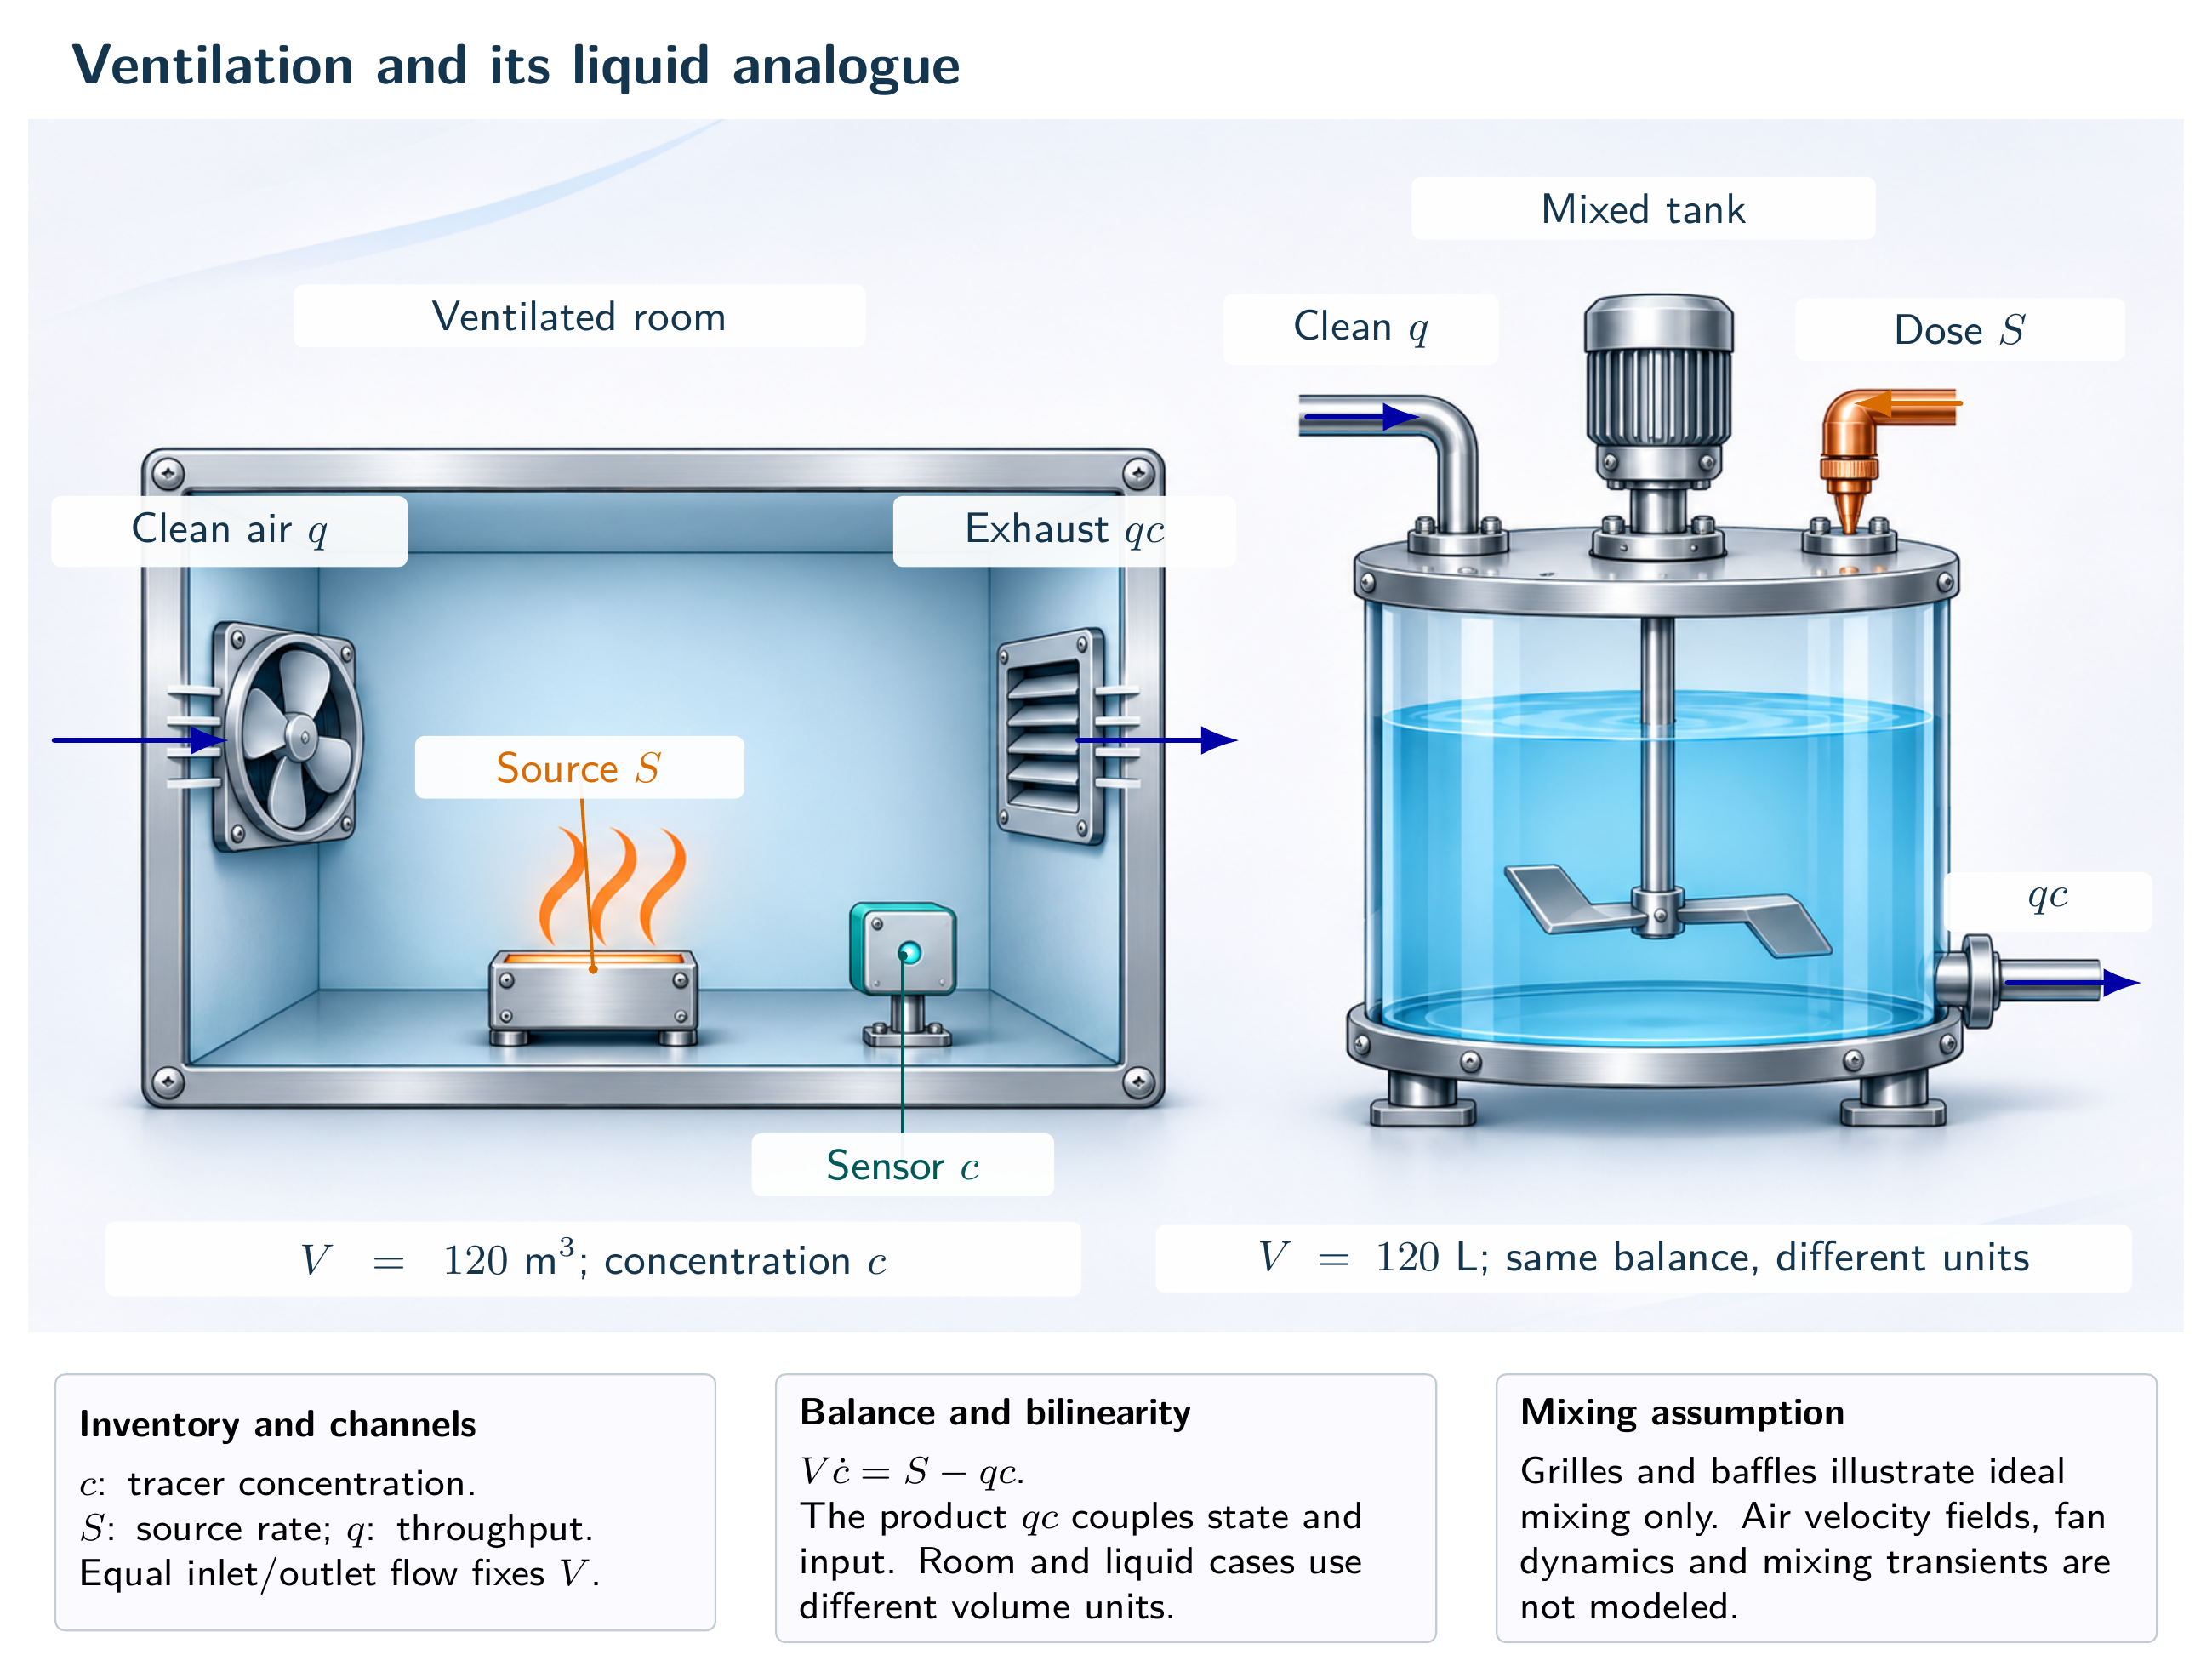 Ventilation and its liquid analogue
Mixed tank
Ventilated room
Clean q
Dose S
Clean air q
Exhaust qc
Source S
qc
Sensor c
V = 120 m³; concentration c
V = 120 L; same balance, different units
Inventory and channels
c: tracer concentration.
S: source rate; q: throughput.
Equal inlet/outlet flow fixes V.
Balance and bilinearity
Vċ = S − qc.
The product qc couples state and
input. Room and liquid cases use
different volume units.
Mixing assumption
Grilles and baffles illustrate ideal
mixing only. Air velocity fields, fan
dynamics and mixing transients are
not modeled.